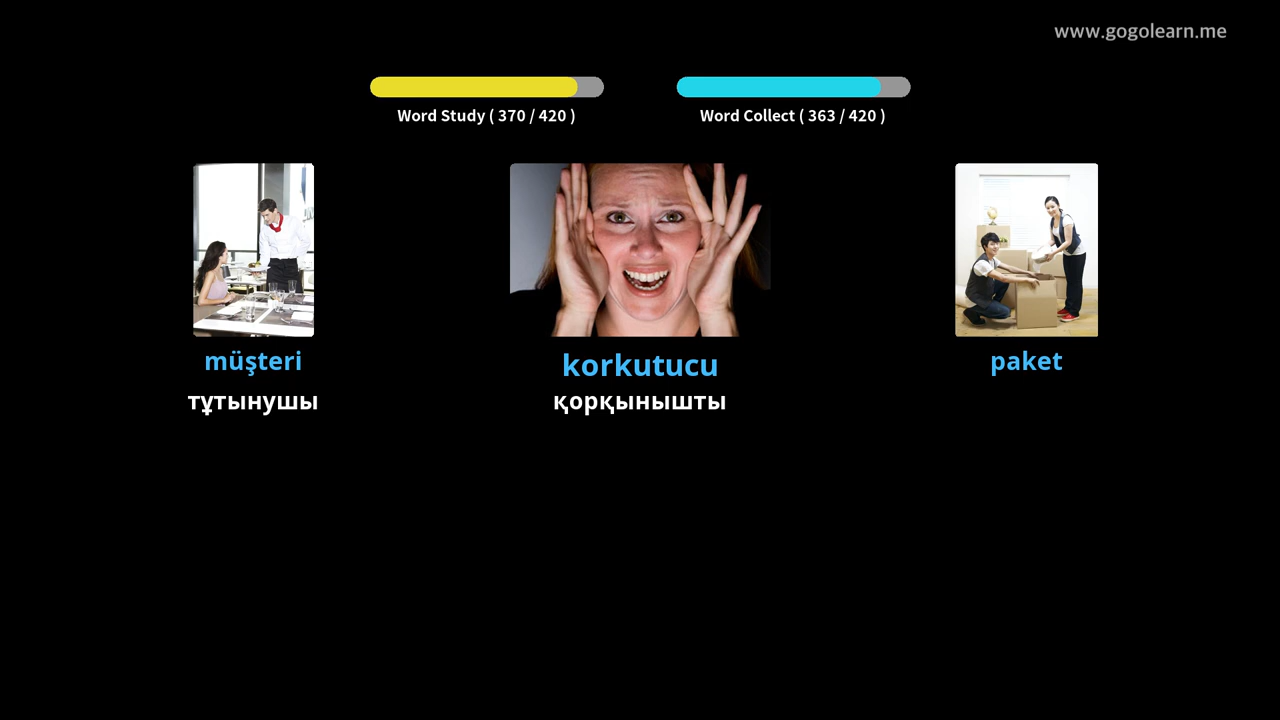 www.gogolearn.me
Word Study ( 370 / 420 )
Word Collect ( 363 / 420 )
müşteri
korkutucu
paket
тұтынушы
қорқынышты